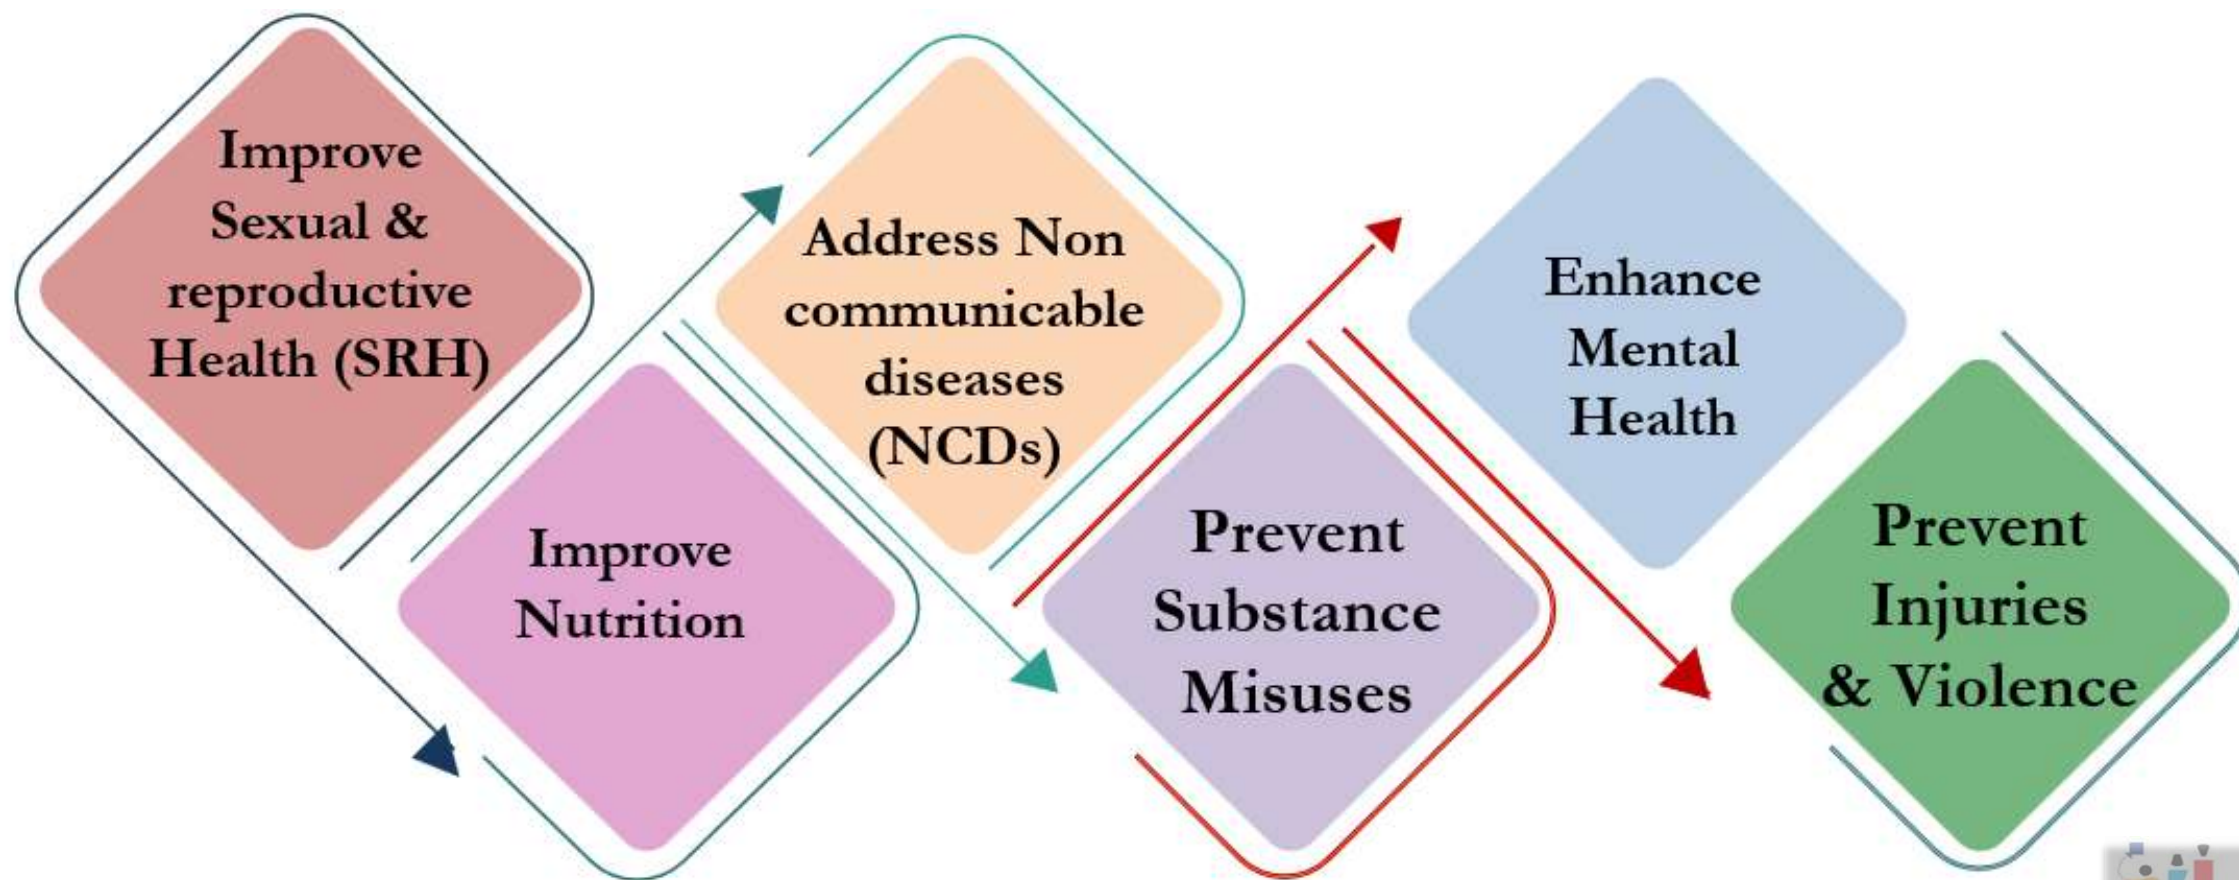 Improve
Sexual &
reproductive
Health (SRH)
Improve
Nutrition
Address Non
communicable
diseases
(NCDs)
Prevent
Substance
Misuses
Enhance
Mental
Health
Prevent
Injuries
& Violence